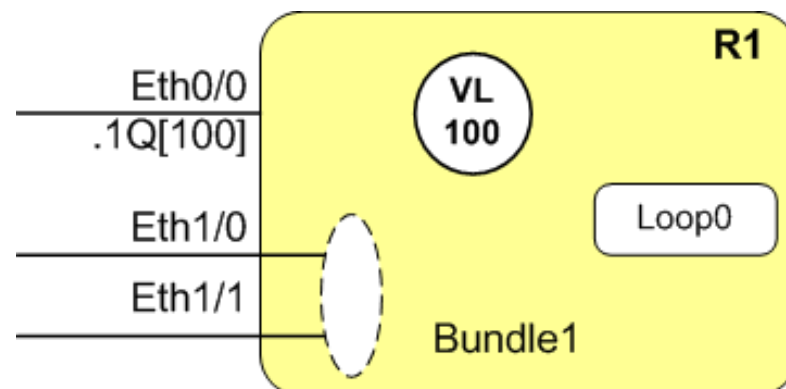 R1
Eth0/0
.1Q[100]
VL
100
Loop0
Eth1/0
Eth1/1
Bundle1